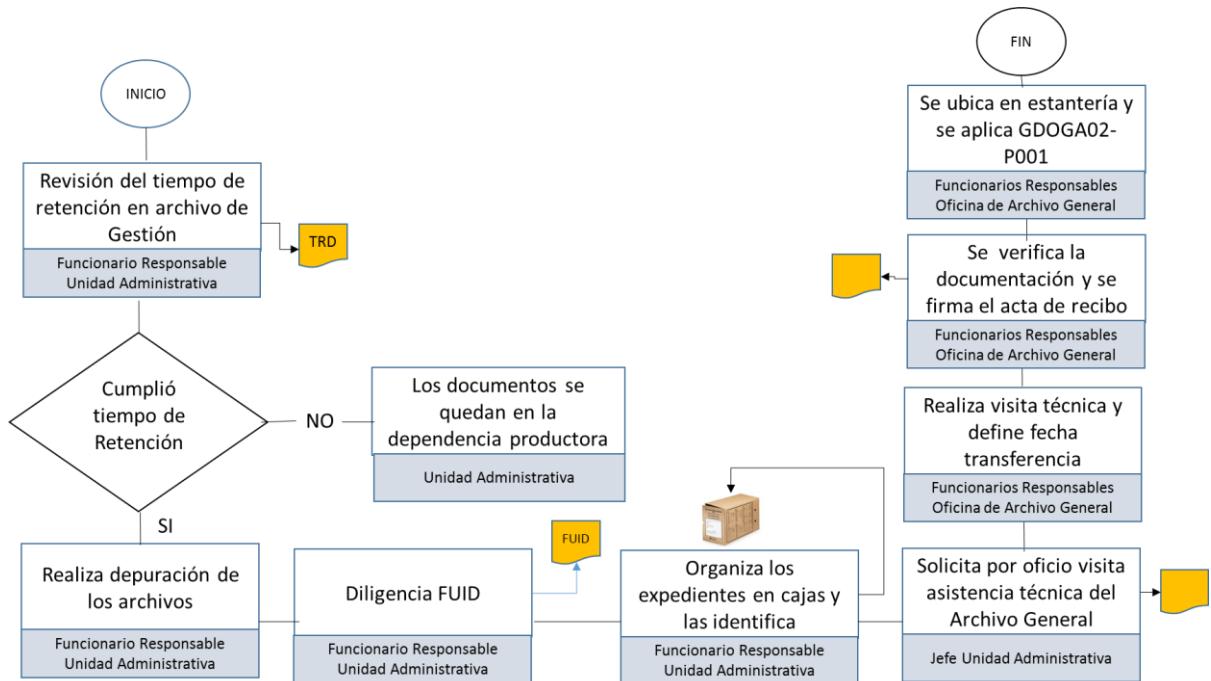 INICIO
Revisión del tiempo de
retención en archivo de
Gestión
Funcionario Responsable
Unidad Administrativa
TRD
Cumplió
tiempo de
Retención
NO
Los documentos se
quedan en la
dependencia productora
Unidad Administrativa
SI
Realiza depuración de
los archivos
Funcionario Responsable
Unidad Administrativa
Diligencia FUID
Funcionario Responsable
Unidad Administrativa
FUID
Organiza los
expedientes en cajas y
las identifica
Funcionario Responsable
Unidad Administrativa
Solicita por oficio visita
asistencia técnica del
Archivo General
Jefe Unidad Administrativa
Realiza visita técnica y
define fecha
transferencia
Funcionarios Responsables
Oficina de Archivo General
Se verifica la
documentación y se
firma el acta de recibo
Funcionarios Responsables
Oficina de Archivo General
Se ubica en estantería y
se aplica GDOGA02-
P001
Funcionarios Responsables
Oficina de Archivo General
FIN